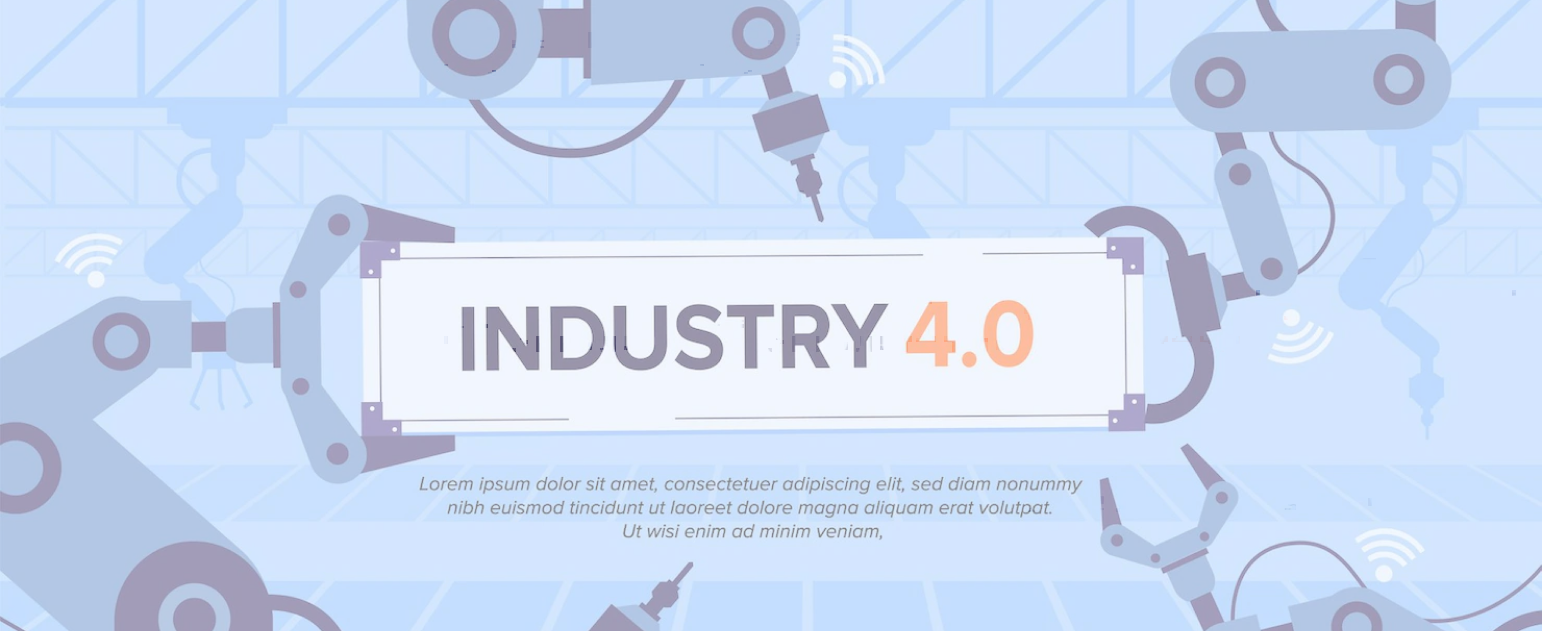 INDUSTRY 4.0
Lorem ipsum dolor sit amet, consectetuer adipiscing elit, sed diam nonummy
nibh euismod tincidunt ut laoreet dolore magna aliquam erat volutpat.
Ut wisi enim ad minim veniam,